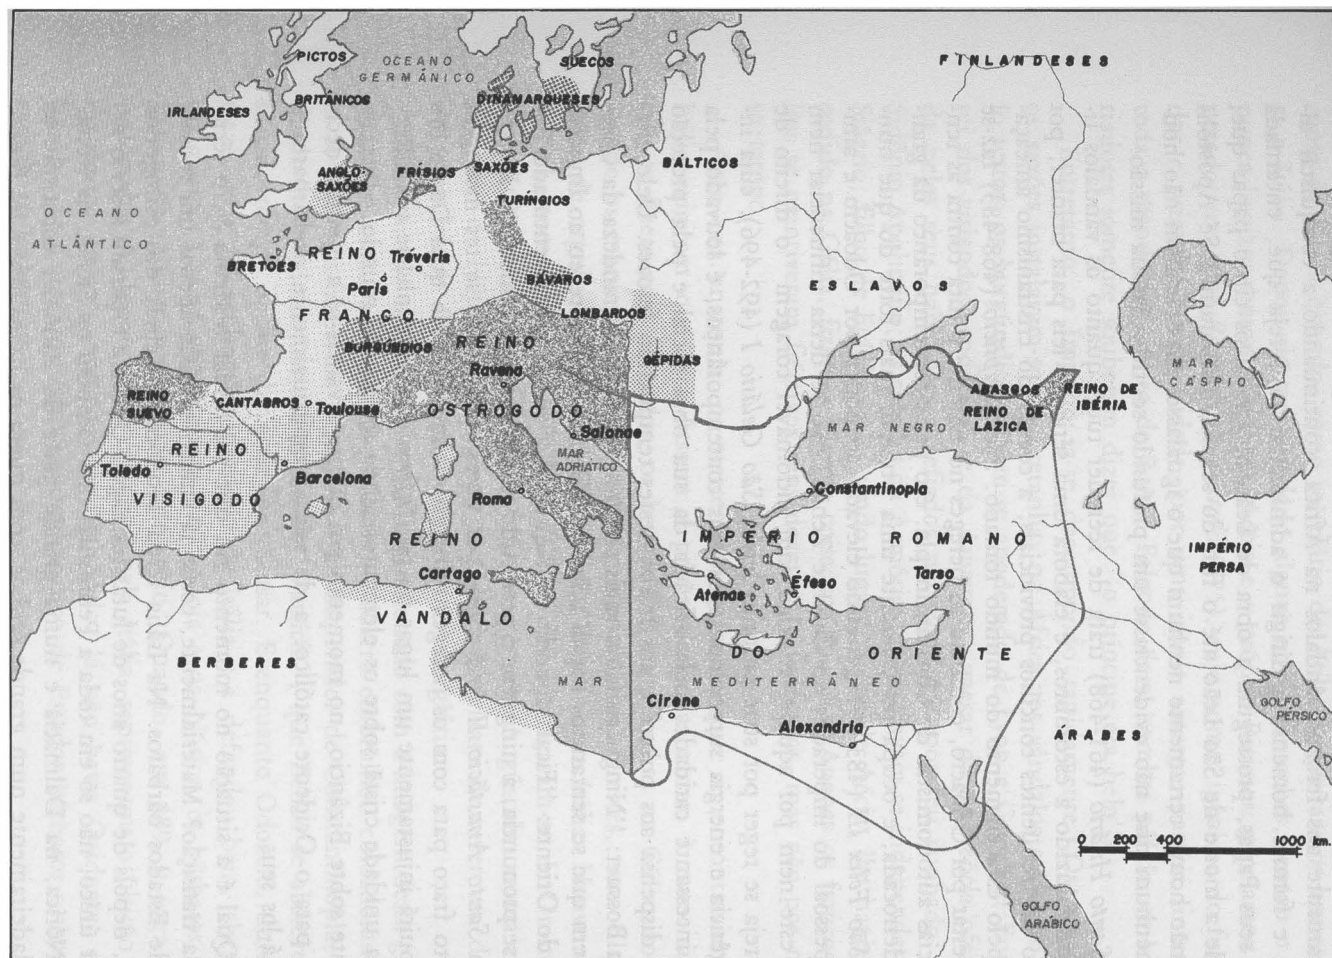 PICTOS
OCEANO
GERMÂNICO
SUECOS
FINLANDESES
IRLANDESES
BRITÂNICOS
DINAMARQUESES
BÁLTICOS
ANGLO-
SAXÕES
FRÍSIOS
SAXÕES
TURÍNGIOS
OCEANO
ATLÂNTICO
BRETÕES
REINO
FRANCO
Tréveris
Paris
BÁVAROS
LOMBARDOS
ESLAVOS
BURGÚEDIOS
REINO
OSTROGODO
Ravena
GÉPIDAS
MAR
CÁSPIO
REINO
SUEVO
CANTABROS
Toulouse
ABASGOS
REINO DE
IBÉRIA
REINO DE
LAZICA
MAR NEGRO
Salonae
MAR
ADRIATICO
REINO
VISIGODO
Toledo
Barcelona
Roma
Constantinopla
REINO
VÂNDALO
IMPÉRIO ROMANO
DO ORIENTE
IMPÉRIO
PERSA
Cartago
Atenas
Éfeso
Tarso
BERBERES
MAR MEDITERRÂNEO
Cirene
Alexandria
ÁRABES
GOLFO
PÉRSICO
GOLFO
ARÁBICO
0 200 400 1000 km.